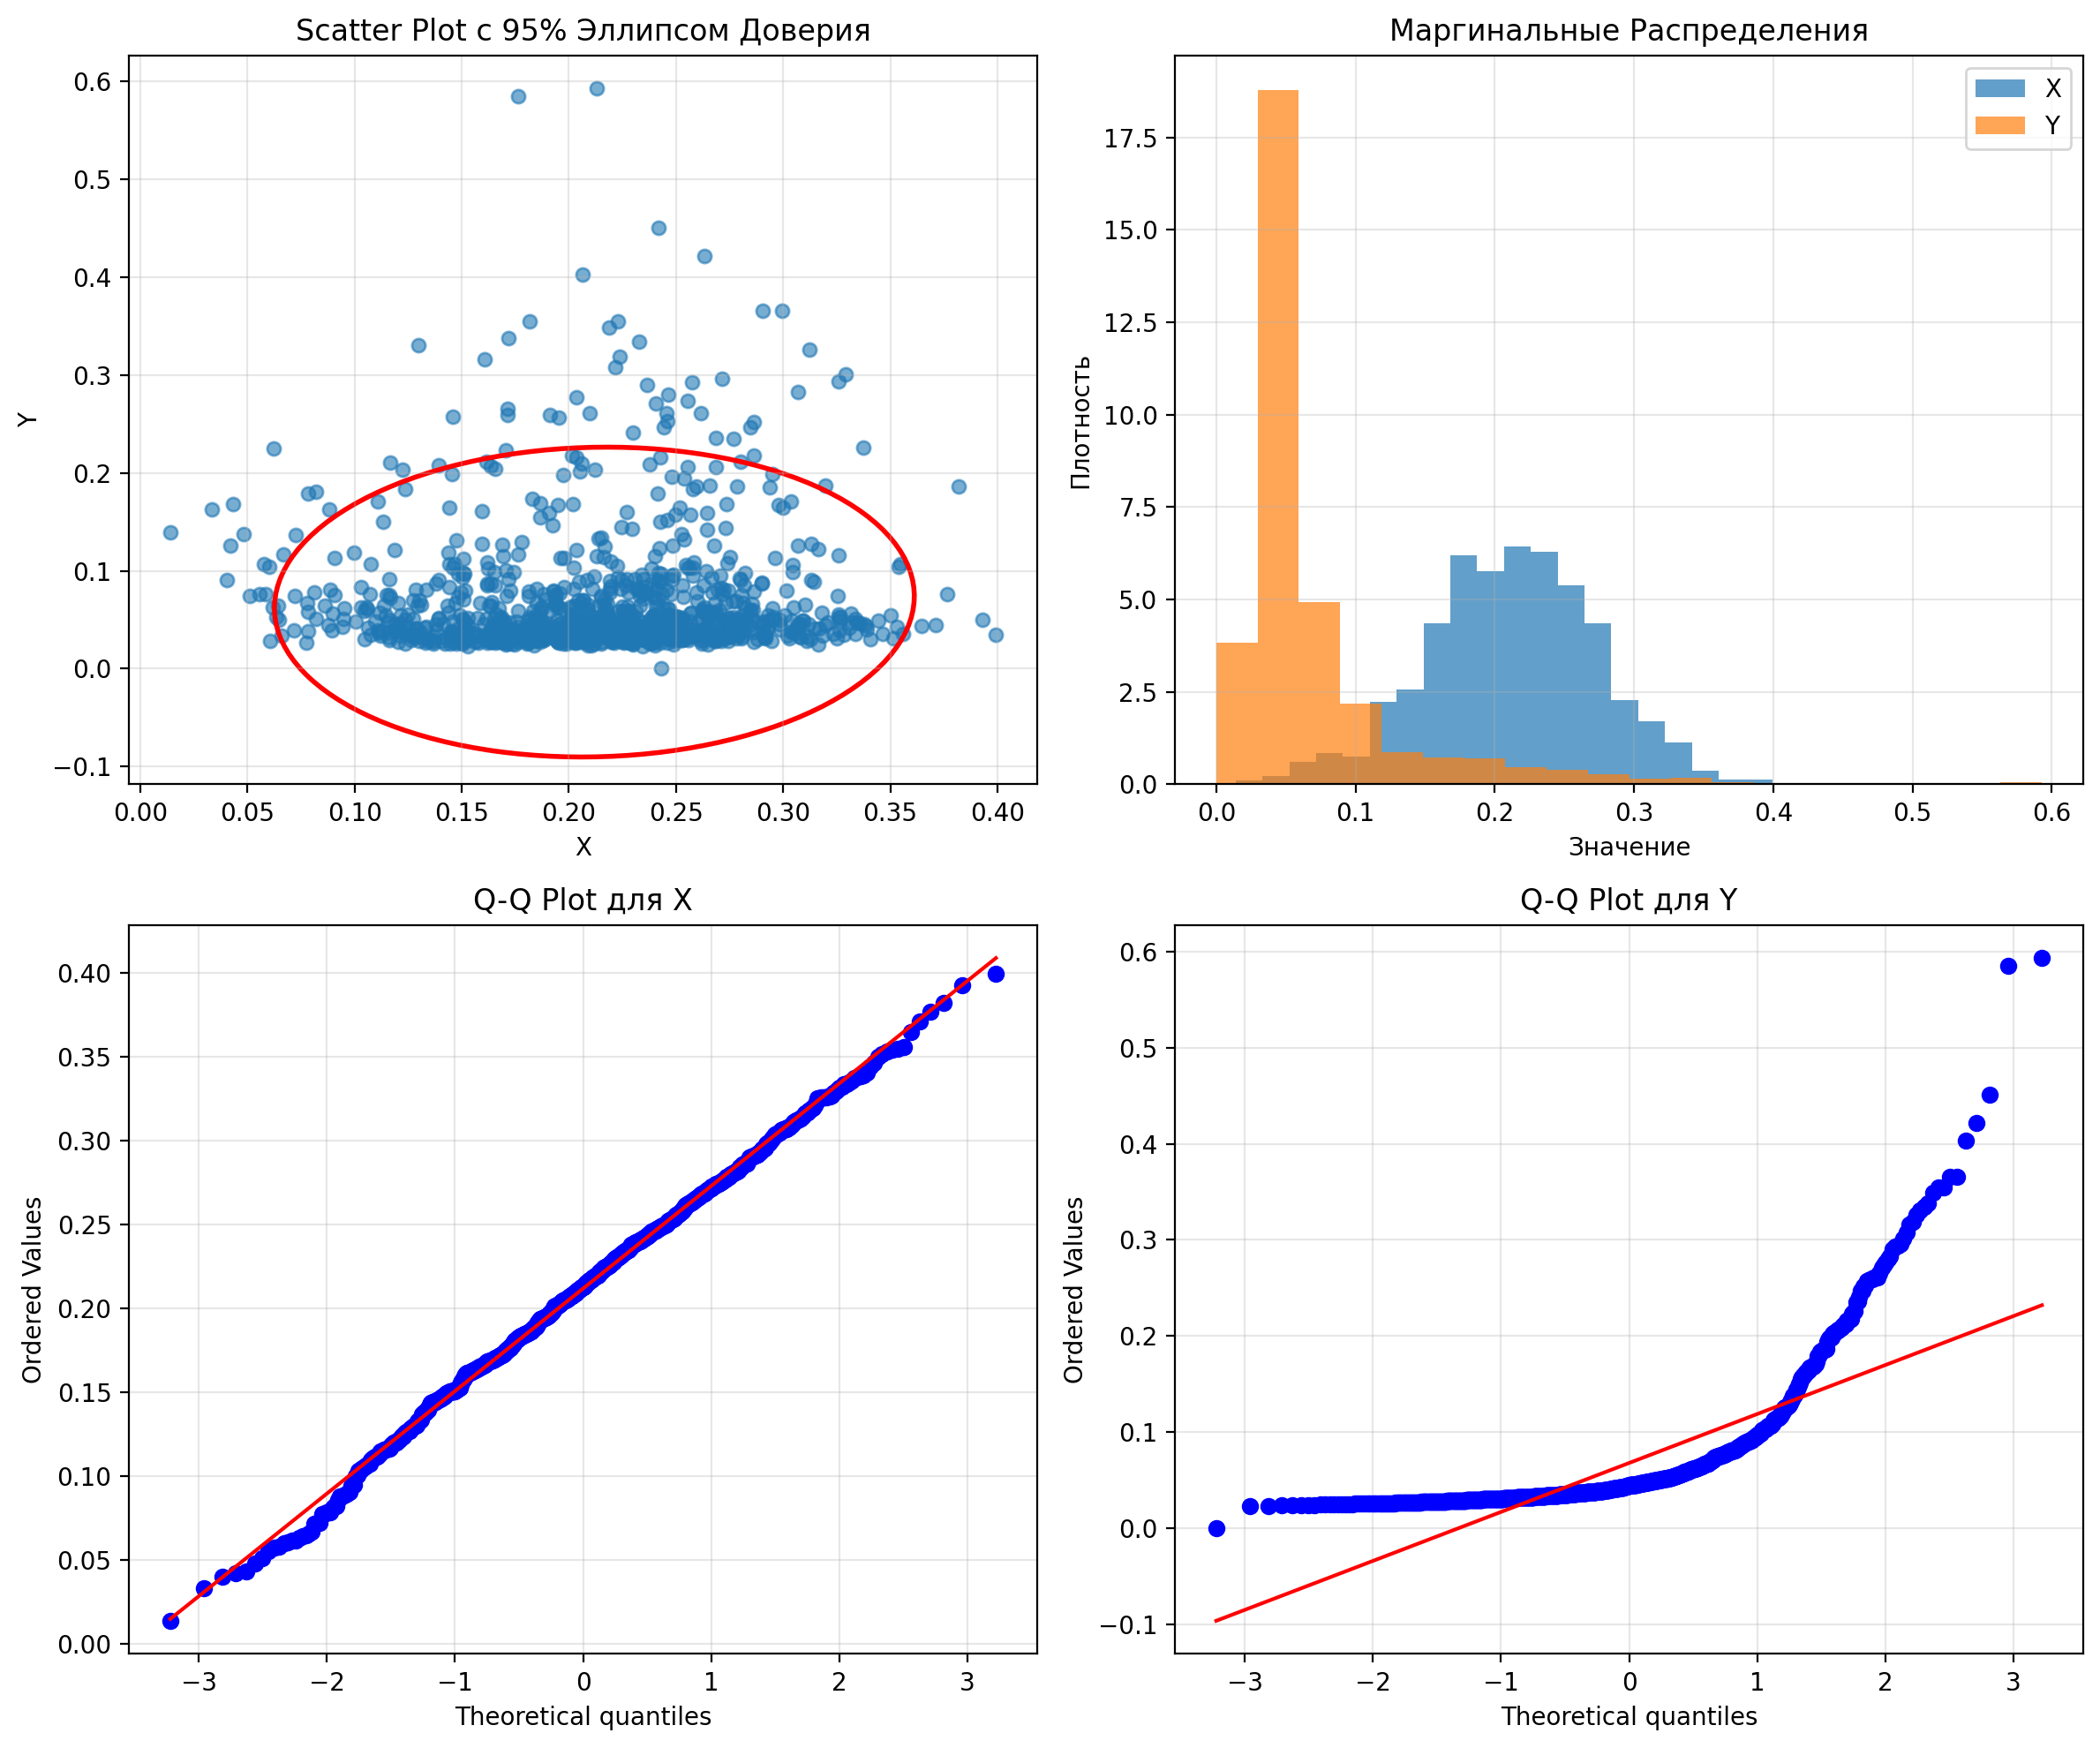 Scatter Plot с 95% Эллипсом Доверия
Y
0.6
0.5
0.4
0.3
0.2
0.1
0.0
−0.1
0.00 0.05 0.10 0.15 0.20 0.25 0.30 0.35 0.40
X
Маргинальные Распределения
X
Y
Плотность
17.5
15.0
12.5
10.0
7.5
5.0
2.5
0.0
0.0 0.1 0.2 0.3 0.4 0.5 0.6
Значение
Q-Q Plot для X
Ordered Values
0.40
0.35
0.30
0.25
0.20
0.15
0.10
0.05
0.00
−3 −2 −1 0 1 2 3
Theoretical quantiles
Q-Q Plot для Y
Ordered Values
0.6
0.5
0.4
0.3
0.2
0.1
0.0
−0.1
−3 −2 −1 0 1 2 3
Theoretical quantiles